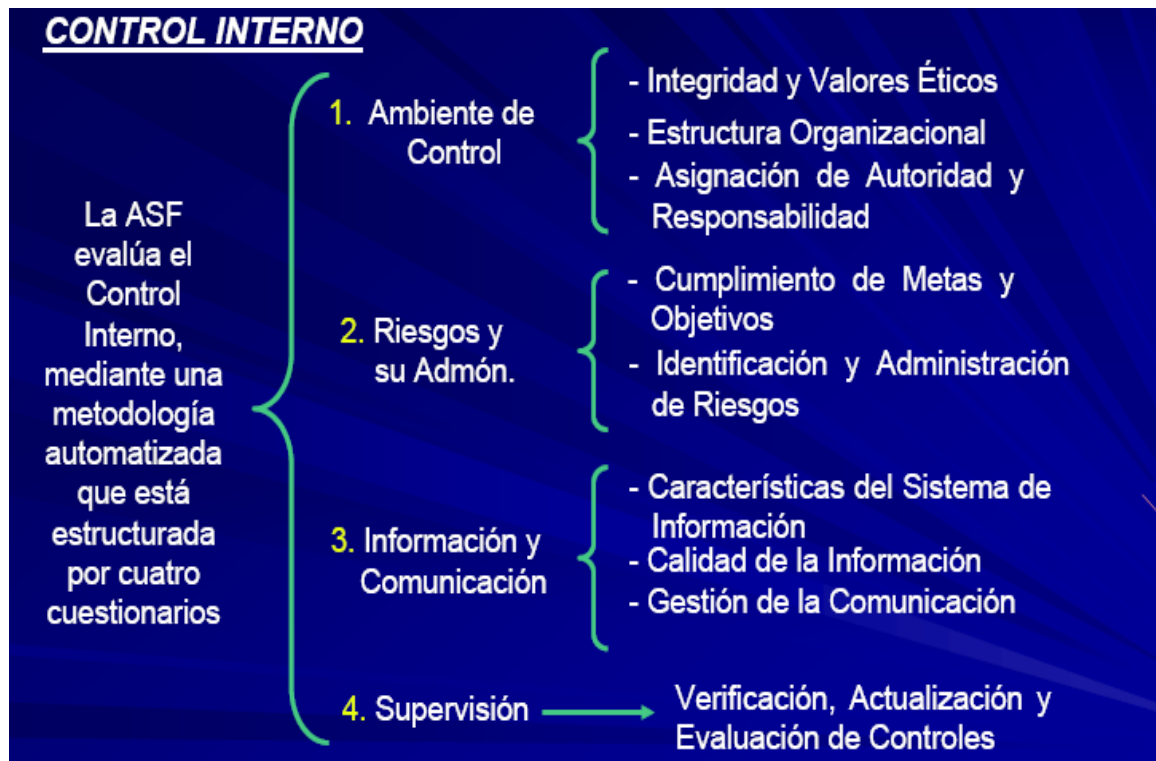 CONTROL INTERNO
La ASF
evalúa el
Control
Interno,
mediante una
metodología
automatizada
que está
estructurada
por cuatro
cuestionarios
1. Ambiente de
Control
- Integridad y Valores Éticos
- Estructura Organizacional
- Asignación de Autoridad y
Responsabilidad
2. Riesgos y
su Admón.
- Cumplimiento de Metas y
Objetivos
- Identificación y Administración
de Riesgos
3. Información y
Comunicación
- Características del Sistema de
Información
- Calidad de la Información
- Gestión de la Comunicación
4. Supervisión
Verificación, Actualización y
Evaluación de Controles